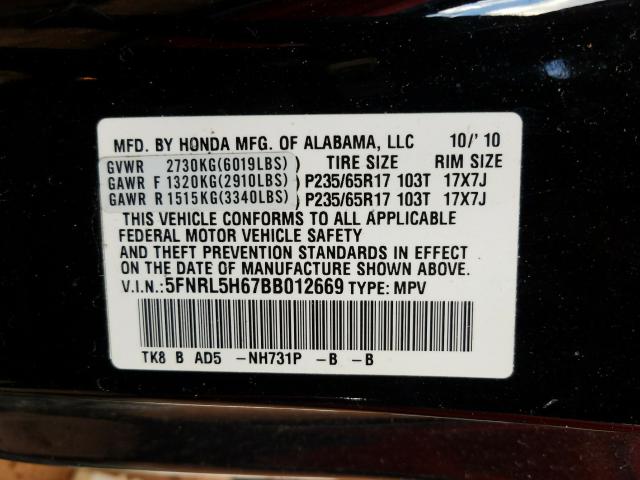 MFD. BY HONDA MFG. OF ALABAMA, LLC 10/'10
GVWR 2730KG(6019LBS) TIRE SIZE RIM SIZE
GAWR F 1320KG(2910LBS) P235/65R17 103T 17X7J
GAWR R 1515KG(3340LBS) P235/65R17 103T 17X7J
THIS VEHICLE CONFORMS TO ALL APPLICABLE
FEDERAL MOTOR VEHICLE SAFETY
AND THEFT PREVENTION STANDARDS IN EFFECT
ON THE DATE OF MANUFACTURE SHOWN ABOVE.
V.I.N.:5FNRL5H67BB012669 TYPE: MPV
TK8 B AD5 -NH731P -B -B